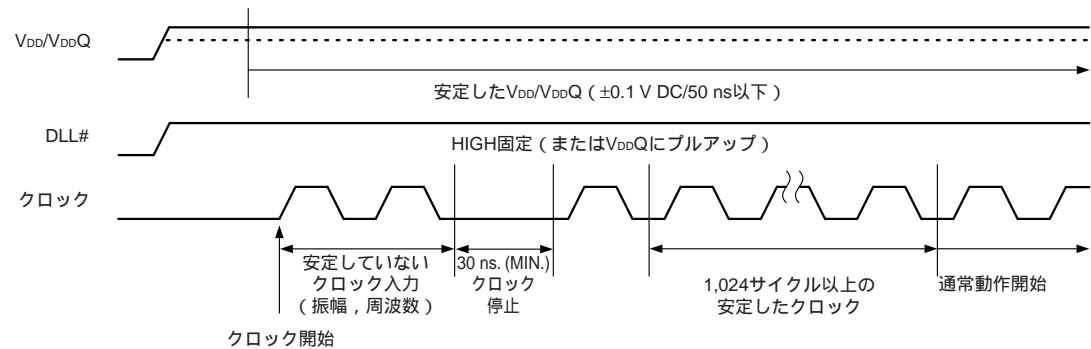 VDD/VDDQ
安定したVDD/VDDQ（±0.1 V DC/50 ns以下）
DLL#
HIGH固定（またはVDDQにプルアップ）
クロック
安定していない
クロック入力
（振幅，周波数）
30 ns. (MIN.)
クロック
停止
1,024サイクル以上の
安定したクロック
通常動作開始
クロック開始